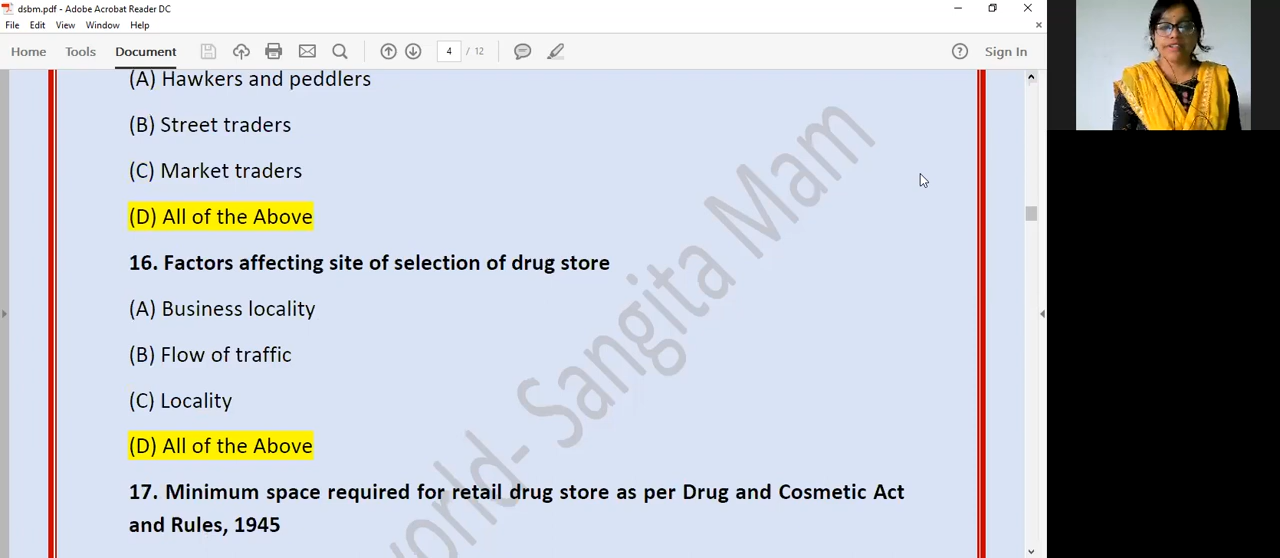 dsbm.pdf - Adobe Acrobat Reader DC
File Edit View Window Help
Home Tools Document 4 / 12 Sign In
(A) Hawkers and peddlers
(B) Street traders
(C) Market traders
(D) All of the Above
16. Factors affecting site of selection of drug store
(A) Business locality
(B) Flow of traffic
(C) Locality
(D) All of the Above
17. Minimum space required for retail drug store as per Drug and Cosmetic Act
and Rules, 1945
world- Sangita Mam